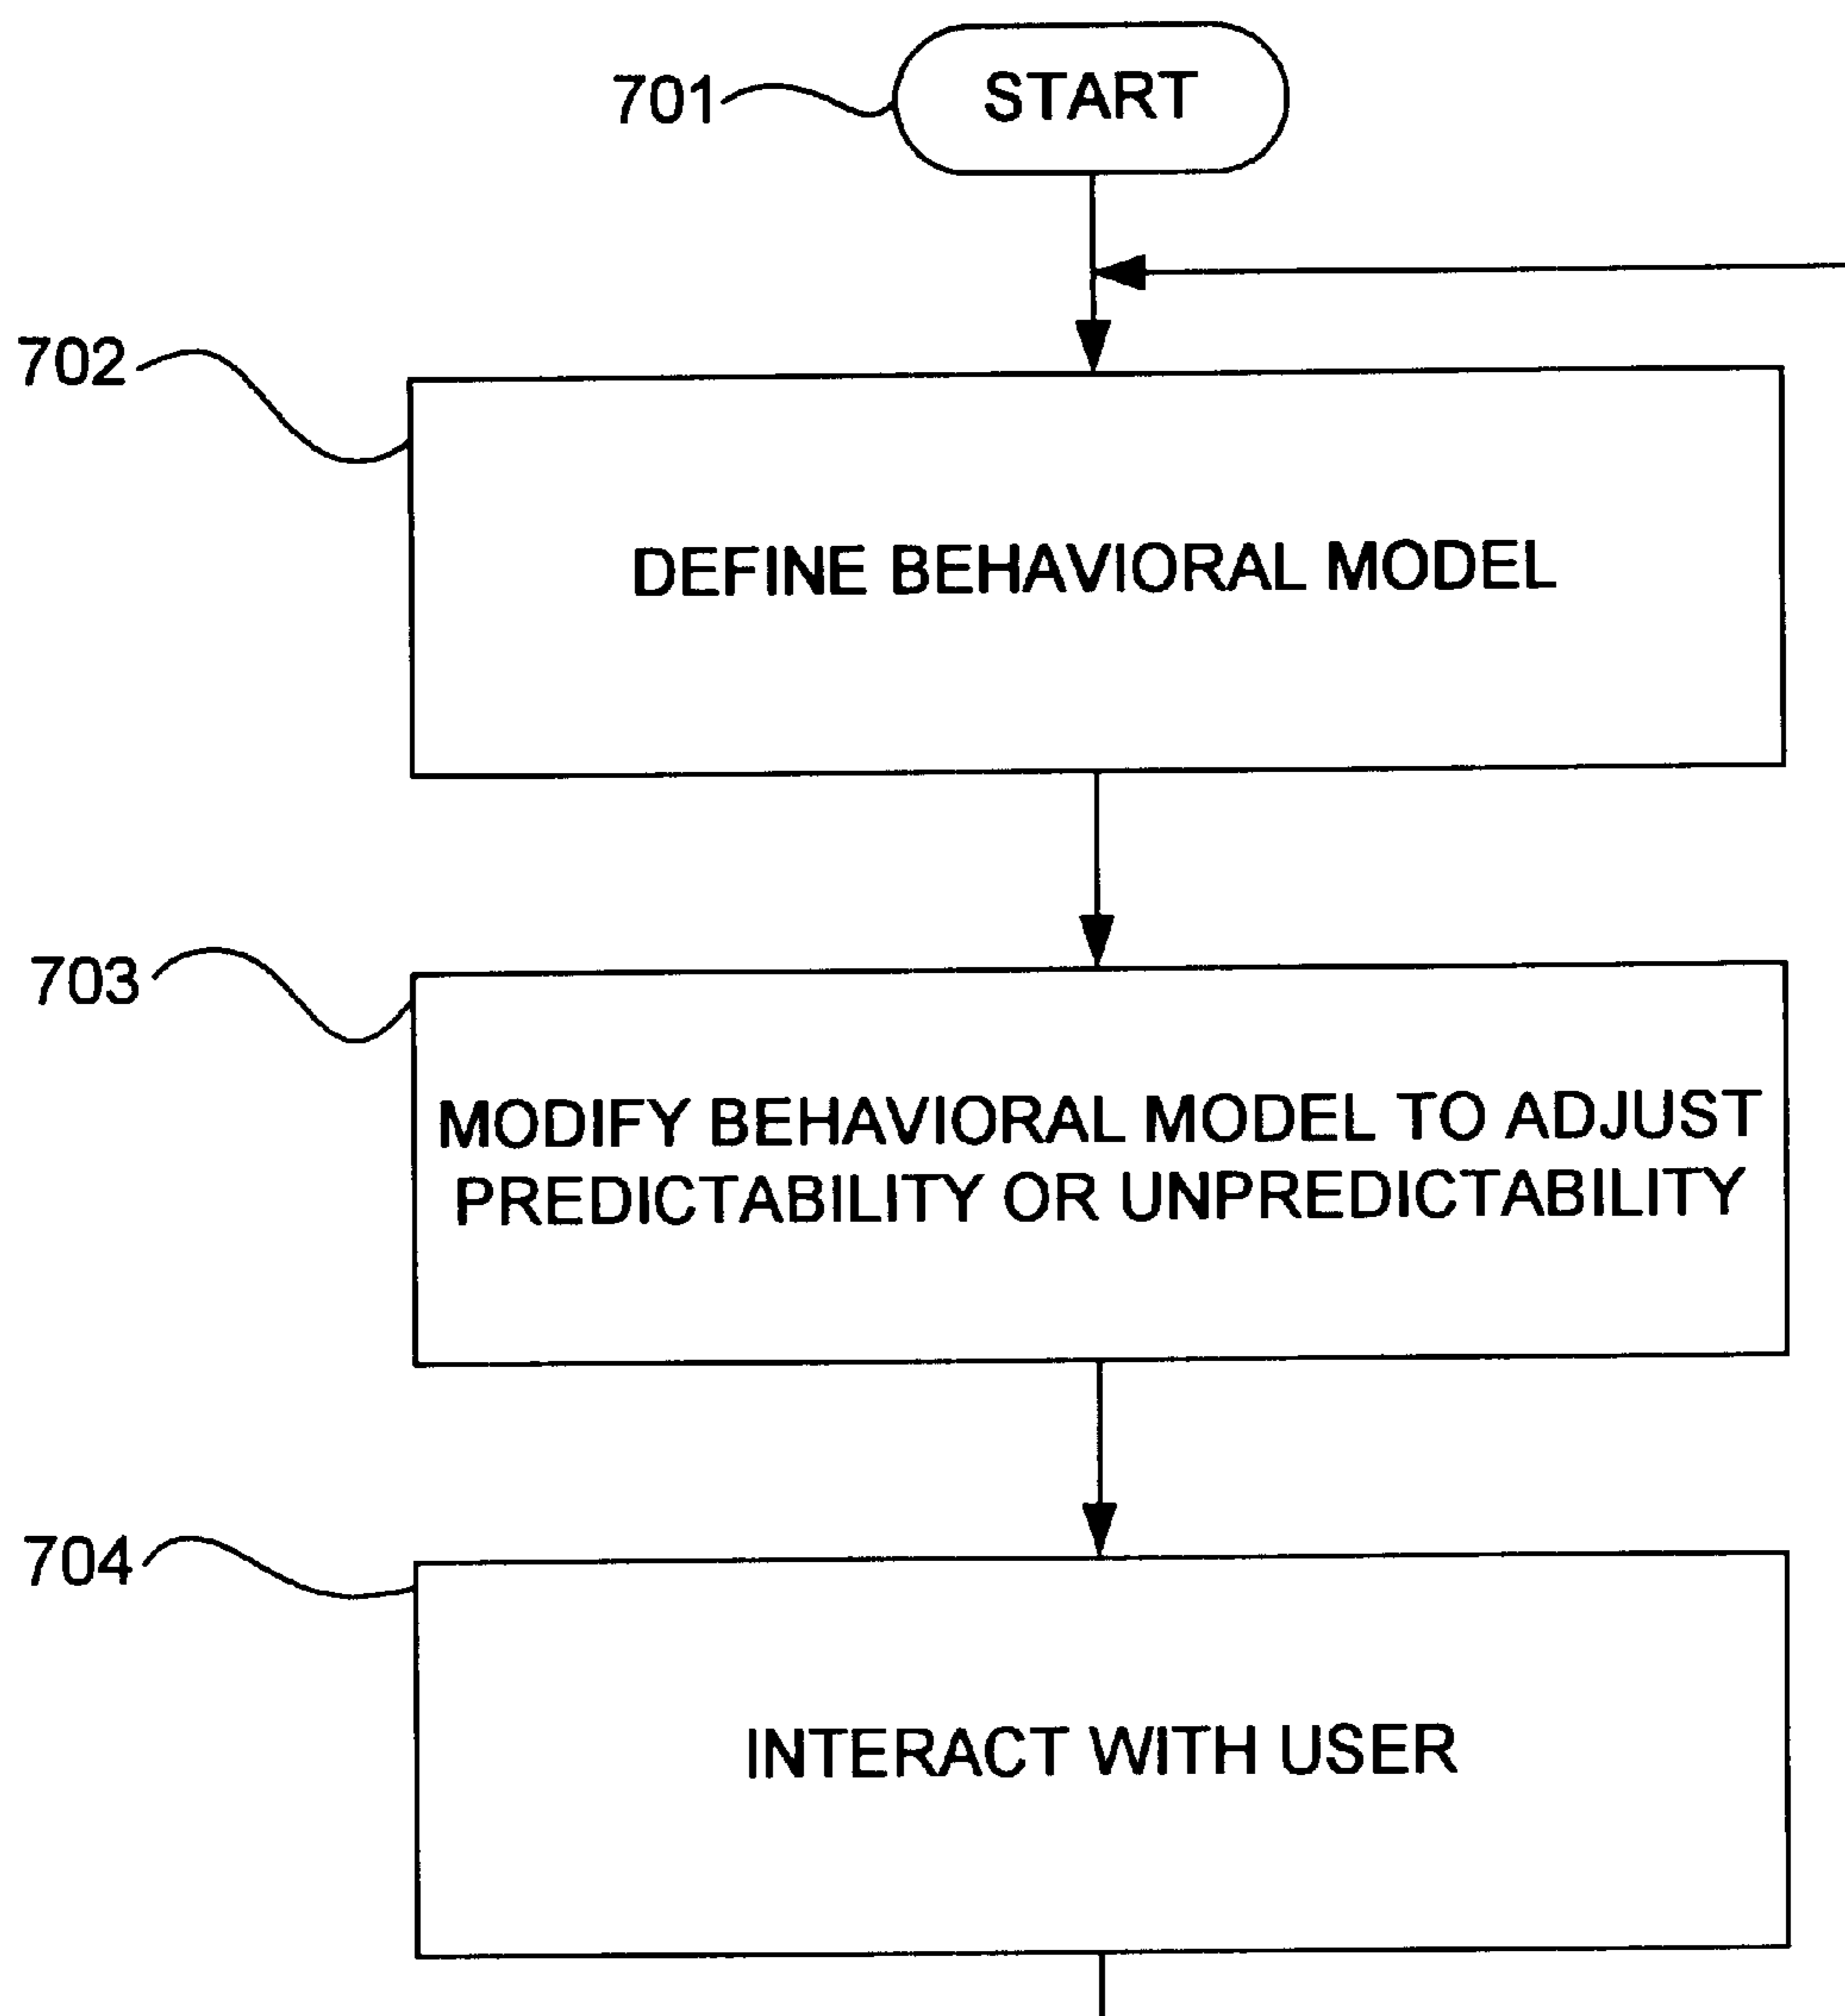 701
START
702
DEFINE BEHAVIORAL MODEL
703
MODIFY BEHAVIORAL MODEL TO ADJUST
PREDICTABILITY OR UNPREDICTABILITY
704
INTERACT WITH USER